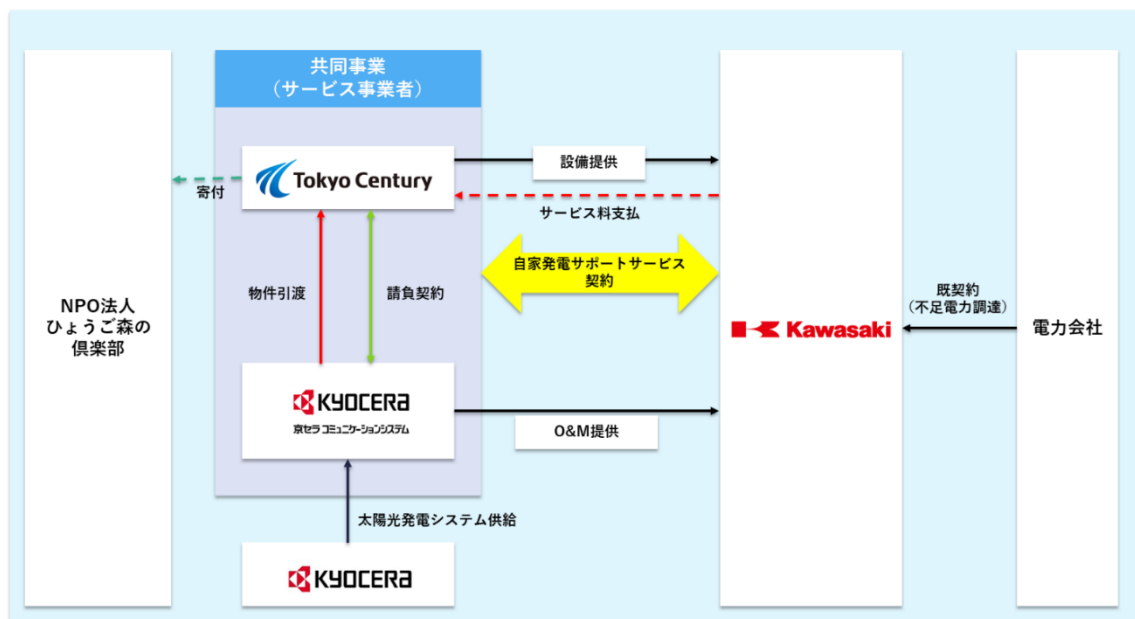 共同事業
（サービス事業者）
Tokyo Century
設備提供
寄付
サービス料支払
自家発電サポートサービス
契約
物件引渡
請負契約
NPO法人
ひょうご森の
倶楽部
既契約
（不足電力調達）
Kawasaki
電力会社
KYOCERA
京セラコミュニケーションシステム
O&M提供
太陽光発電システム供給
KYOCERA